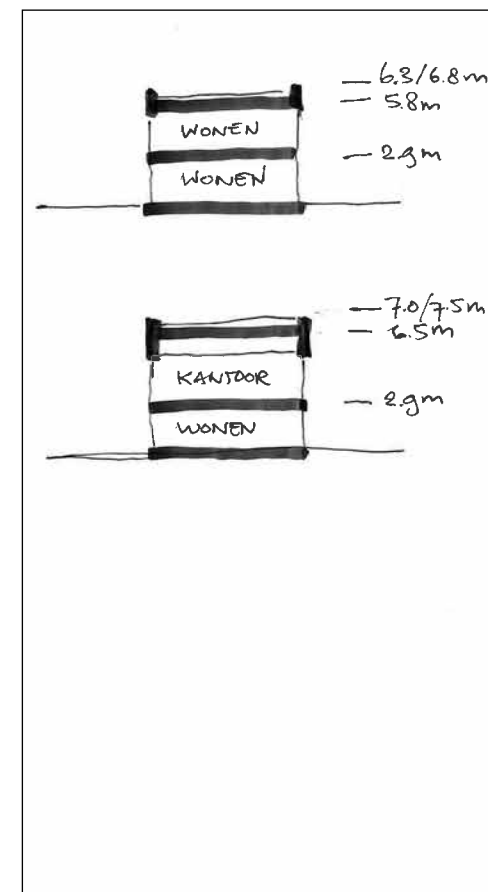 — 6.3/6.8m
— 5.8m
WONEN
— 2.9m
WONEN
— 7.0/7.5m
— 6.5m
KANTOOR
— 2.9m
WONEN